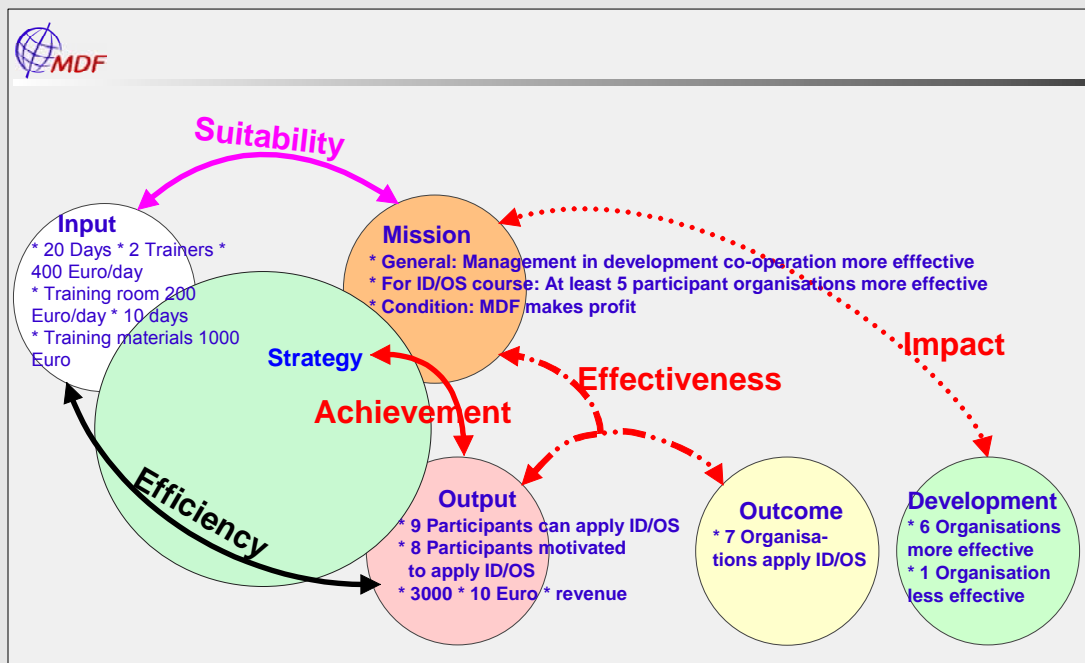 MDF
Suitability
Input
* 20 Days * 2 Trainers *
400 Euro/day
* Training room 200
Euro/day * 10 days
* Training materials 1000
Euro
Mission
* General: Management in development co-operation more efffective
* For ID/OS course: At least 5 participant organisations more effective
* Condition: MDF makes profit
Impact
Strategy
Effectiveness
Achievement
Efficiency
Output
* 9 Participants can apply ID/OS
* 8 Participants motivated
to apply ID/OS
* 3000 * 10 Euro * revenue
Outcome
* 7 Organisa-
tions apply ID/OS
Development
* 6 Organisations
more effective
* 1 Organisation
less effective